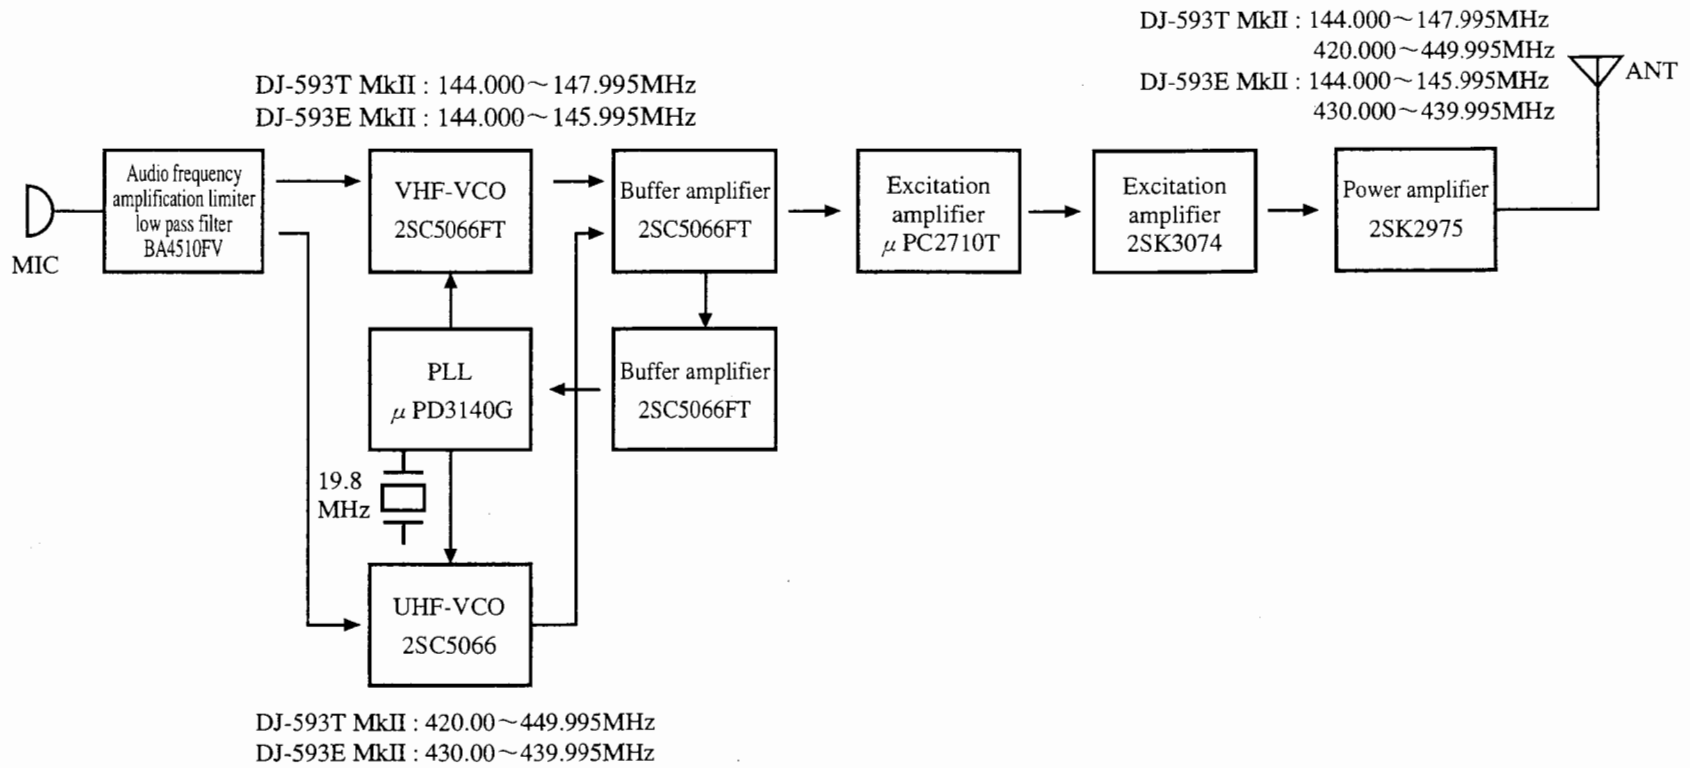 DJ-593T MkII : 144.000～147.995MHz
420.000～449.995MHz
DJ-593E MkII : 144.000～145.995MHz
430.000～439.995MHz
ANT
DJ-593T MkII : 144.000～147.995MHz
DJ-593E MkII : 144.000～145.995MHz
MIC
Audio frequency
amplification limiter
low pass filter
BA4510FV
VHF-VCO
2SC5066FT
Buffer amplifier
2SC5066FT
Excitation
amplifier
μ PC2710T
Excitation
amplifier
2SK3074
Power amplifier
2SK2975
PLL
μ PD3140G
Buffer amplifier
2SC5066FT
19.8
MHz
UHF-VCO
2SC5066
DJ-593T MkII : 420.00～449.995MHz
DJ-593E MkII : 430.00～439.995MHz